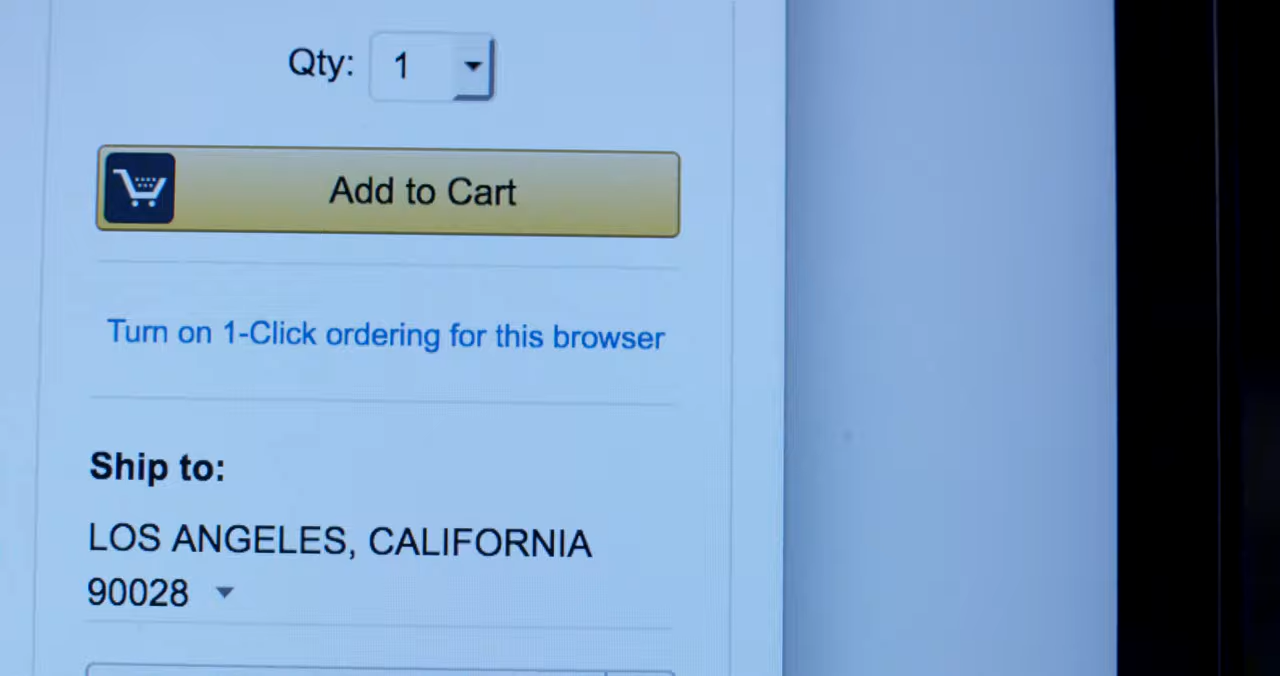 Qty: 1
Add to Cart
Turn on 1-Click ordering for this browser
Ship to:
LOS ANGELES, CALIFORNIA
90028